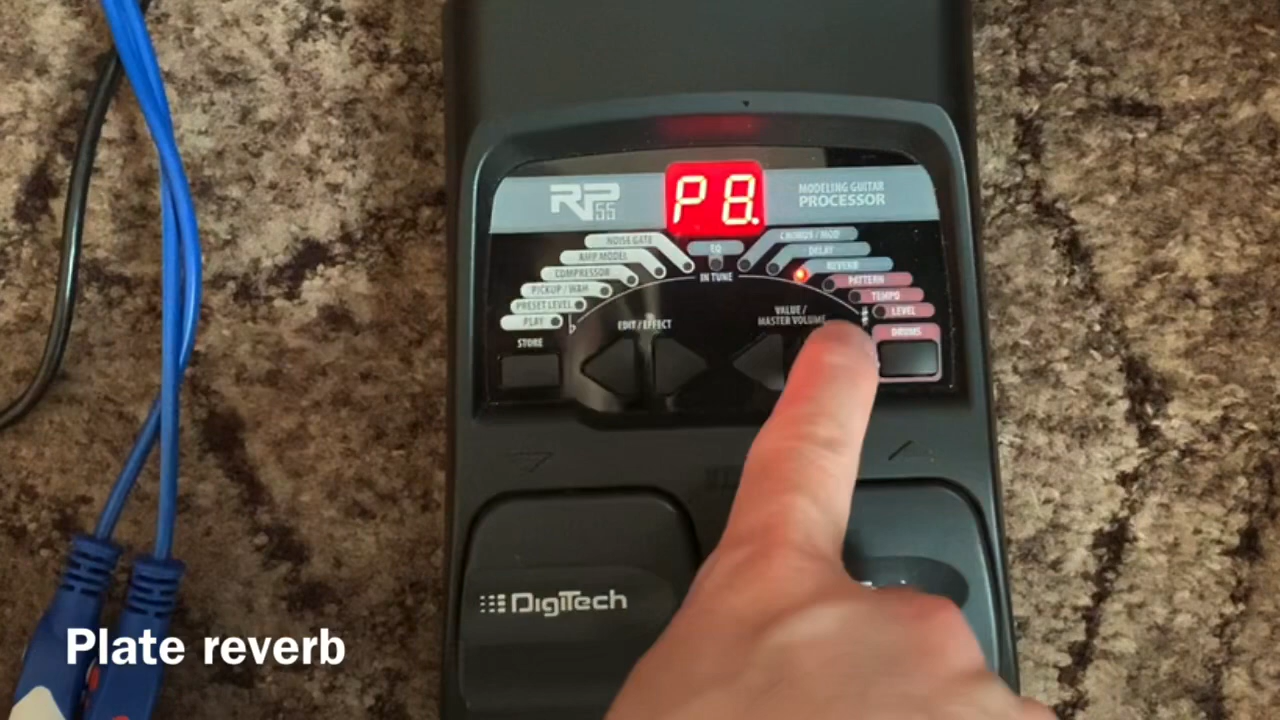 RP55
P8.
MODELING GUITAR
PROCESSOR
NOISE GATE
EQ
CHORUS / MOD
AMP MODEL
DELAY
COMPRESSOR
IN TUNE
REVERB
PICKUP / WAH
PATTERN
PRESET LEVEL
TEMPO
PLAY
EDIT / EFFECT
VALUE /
MASTER VOLUME
LEVEL
STORE
DRUMS
DigiTech
Plate reverb